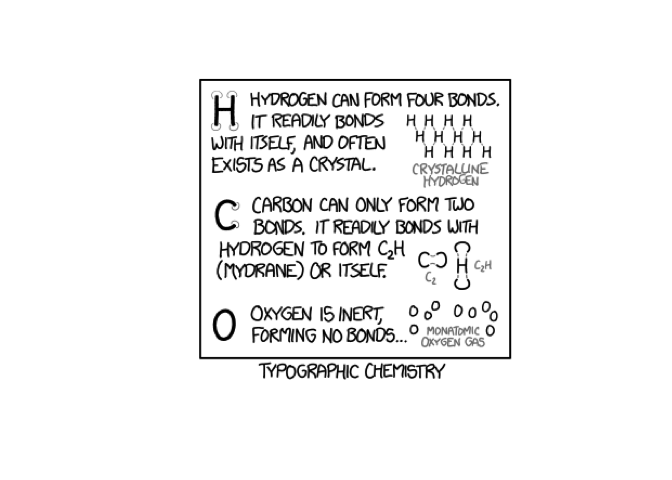 H HYDROGEN CAN FORM FOUR BONDS.
IT READILY BONDS
WITH ITSELF, AND OFTEN
EXISTS AS A CRYSTAL.
H H H H
H H H H
H H H H
CRYSTALLINE
HYDROGEN
C CARBON CAN ONLY FORM TWO
BONDS. IT READILY BONDS WITH
HYDROGEN TO FORM C₂H
(MYDRANE) OR ITSELF.
C C
C₂
C
H
C
C₂H
O OXYGEN IS INERT,
FORMING NO BONDS...
O O O O O O O
O MONATOMIC O
OXYGEN GAS
TYPOGRAPHIC CHEMISTRY